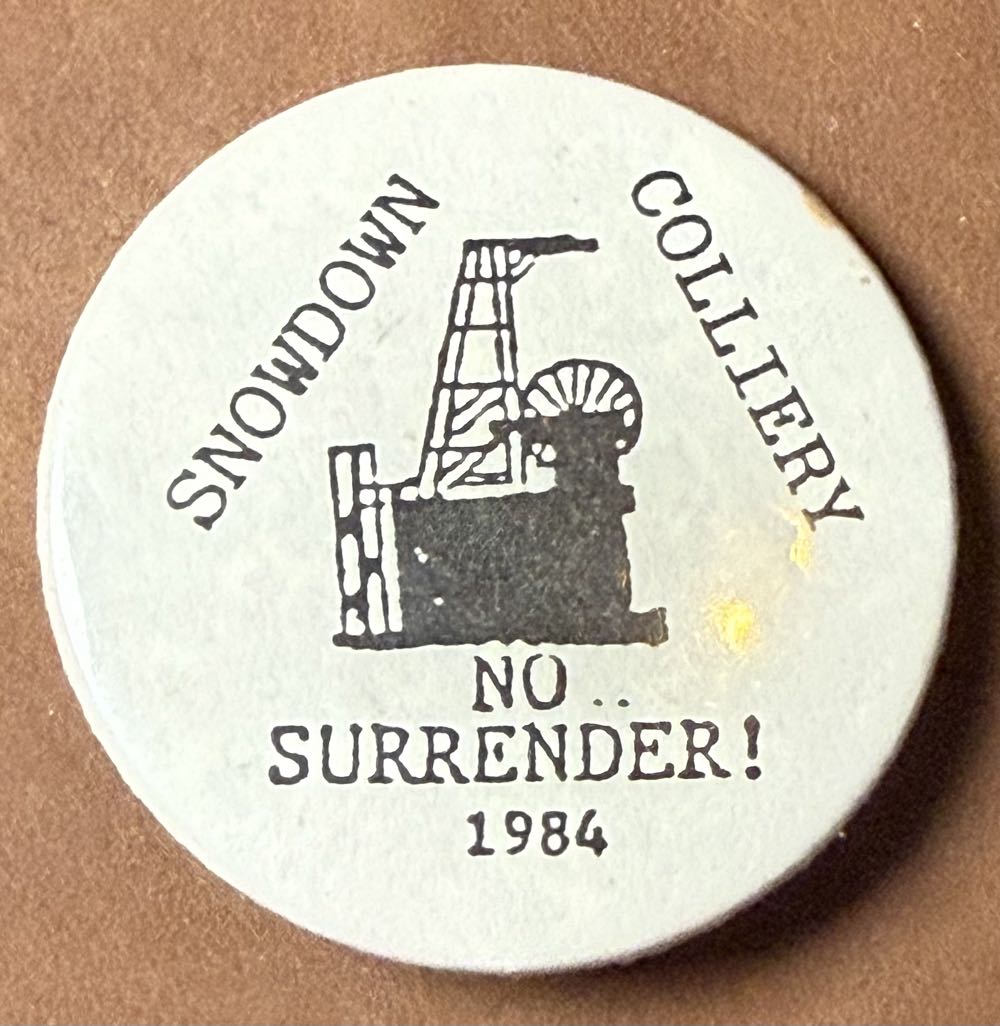 SNOWDOWN COLLIERY
NO ..
SURRENDER!
1984